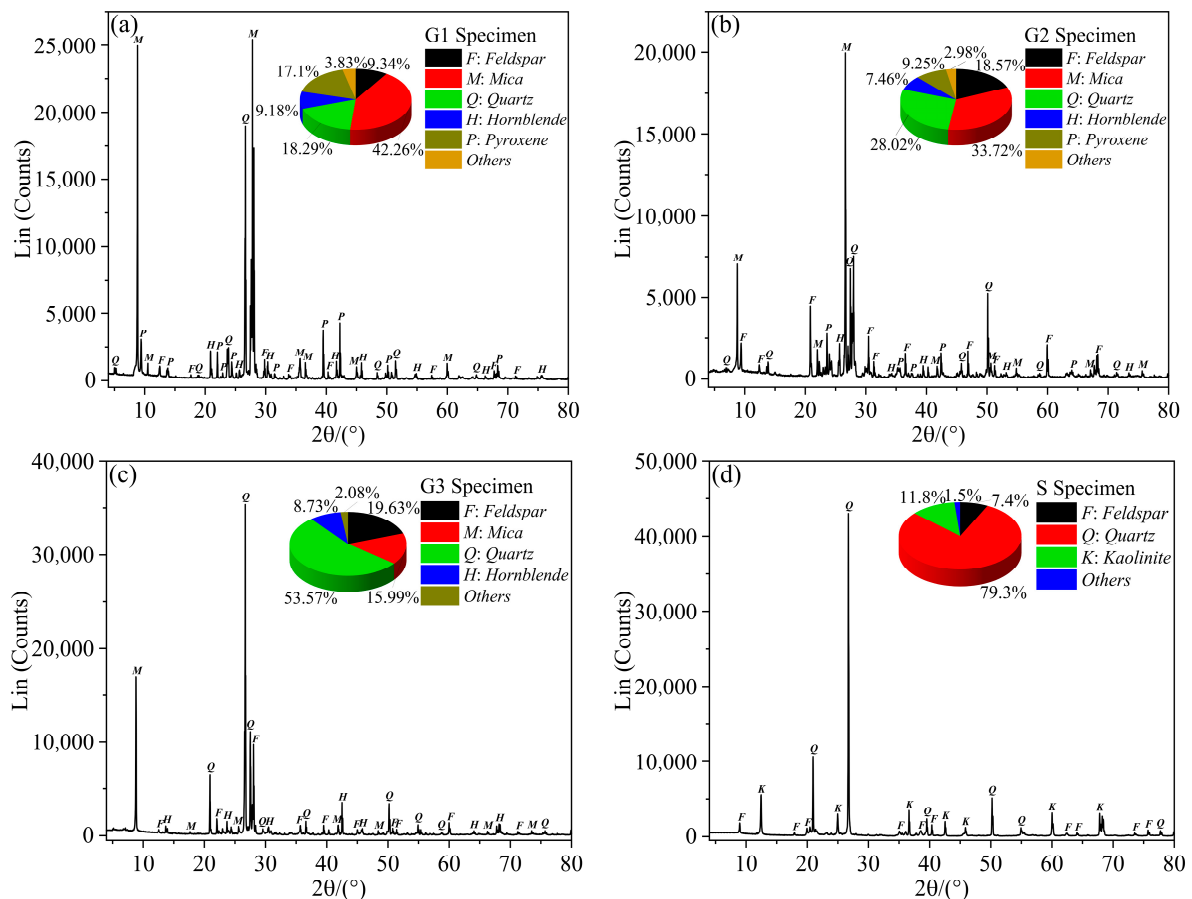 (a)
G1 Specimen
F: Feldspar
M: Mica
Q: Quartz
H: Hornblende
P: Pyroxene
Others
3.83%
9.34%
17.1%
9.18%
18.29%
42.26%
Lin (Counts)
25,000
20,000
15,000
10,000
5,000
0
10 20 30 40 50 60 70 80
2θ/(°)
(b)
G2 Specimen
F: Feldspar
M: Mica
Q: Quartz
H: Hornblende
P: Pyroxene
Others
2.98%
9.25%
18.57%
7.46%
28.02%
33.72%
Lin (Counts)
20,000
15,000
10,000
5,000
0
10 20 30 40 50 60 70 80
2θ/(°)
(c)
G3 Specimen
F: Feldspar
M: Mica
Q: Quartz
H: Hornblende
Others
2.08%
8.73%
19.63%
53.57%
15.99%
Lin (Counts)
40,000
30,000
20,000
10,000
0
10 20 30 40 50 60 70 80
2θ/(°)
(d)
S Specimen
F: Feldspar
Q: Quartz
K: Kaolinite
Others
11.8%
1.5%
7.4%
79.3%
Lin (Counts)
50,000
40,000
30,000
20,000
10,000
0
10 20 30 40 50 60 70 80
2θ/(°)